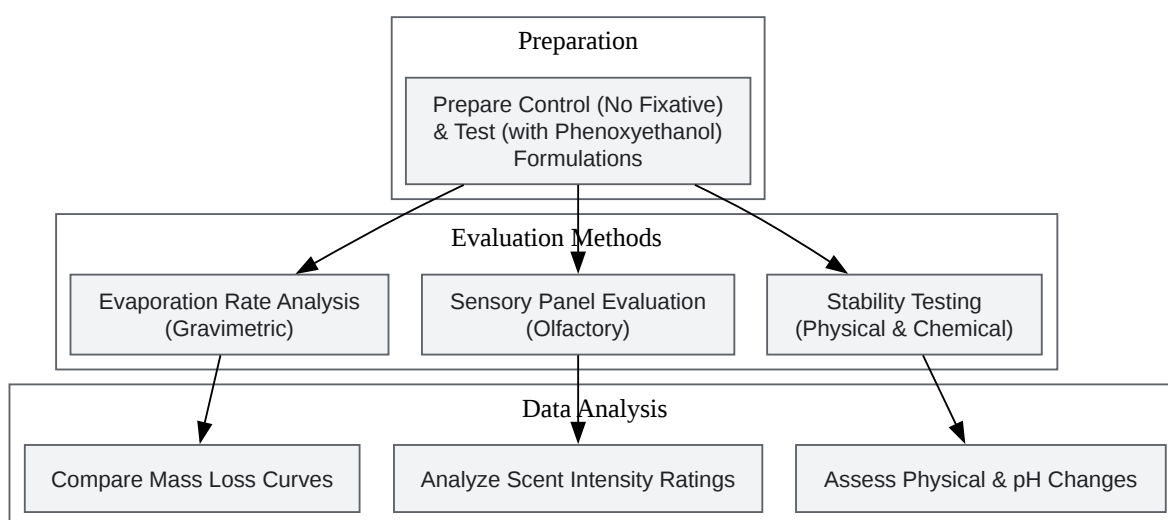 Preparation
Prepare Control (No Fixative)
& Test (with Phenoxyethanol)
Formulations
Evaluation Methods
Evaporation Rate Analysis
(Gravimetric)
Sensory Panel Evaluation
(Olfactory)
Stability Testing
(Physical & Chemical)
Data Analysis
Compare Mass Loss Curves
Analyze Scent Intensity Ratings
Assess Physical & pH Changes